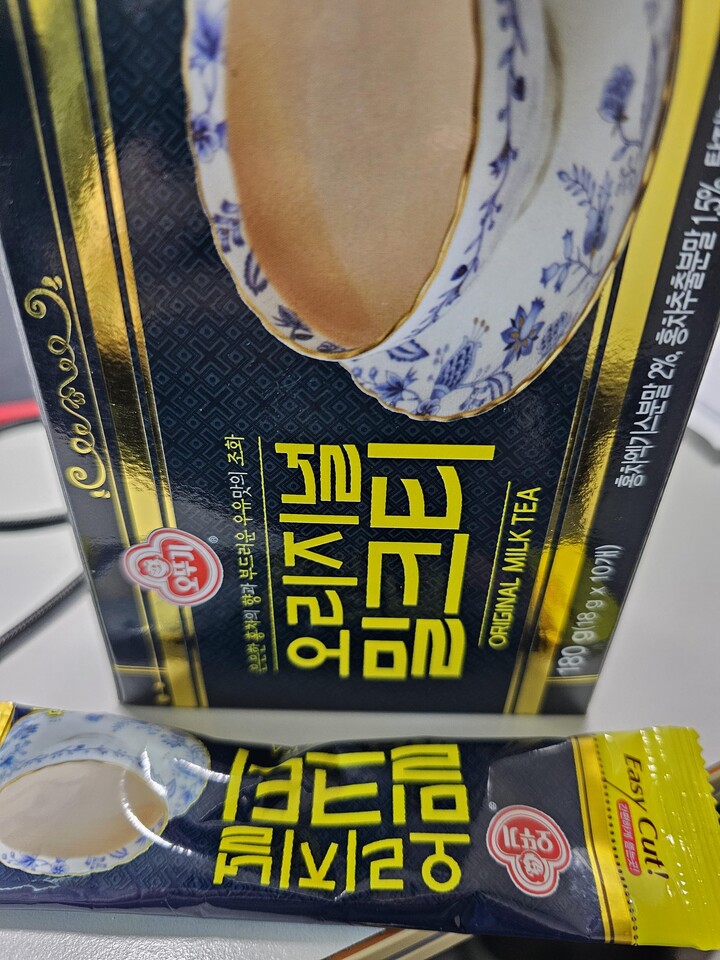 오뚜기
은은한 홍차의 향과 부드러운 우유맛의 조화
오리지널
밀크티
ORIGINAL MILK TEA
180 g(18 g x 10개)
홍차엑기스분말 2%, 홍차추출분말 1.5%,
Easy Cut!
오뚜기
오리지널
밀크티